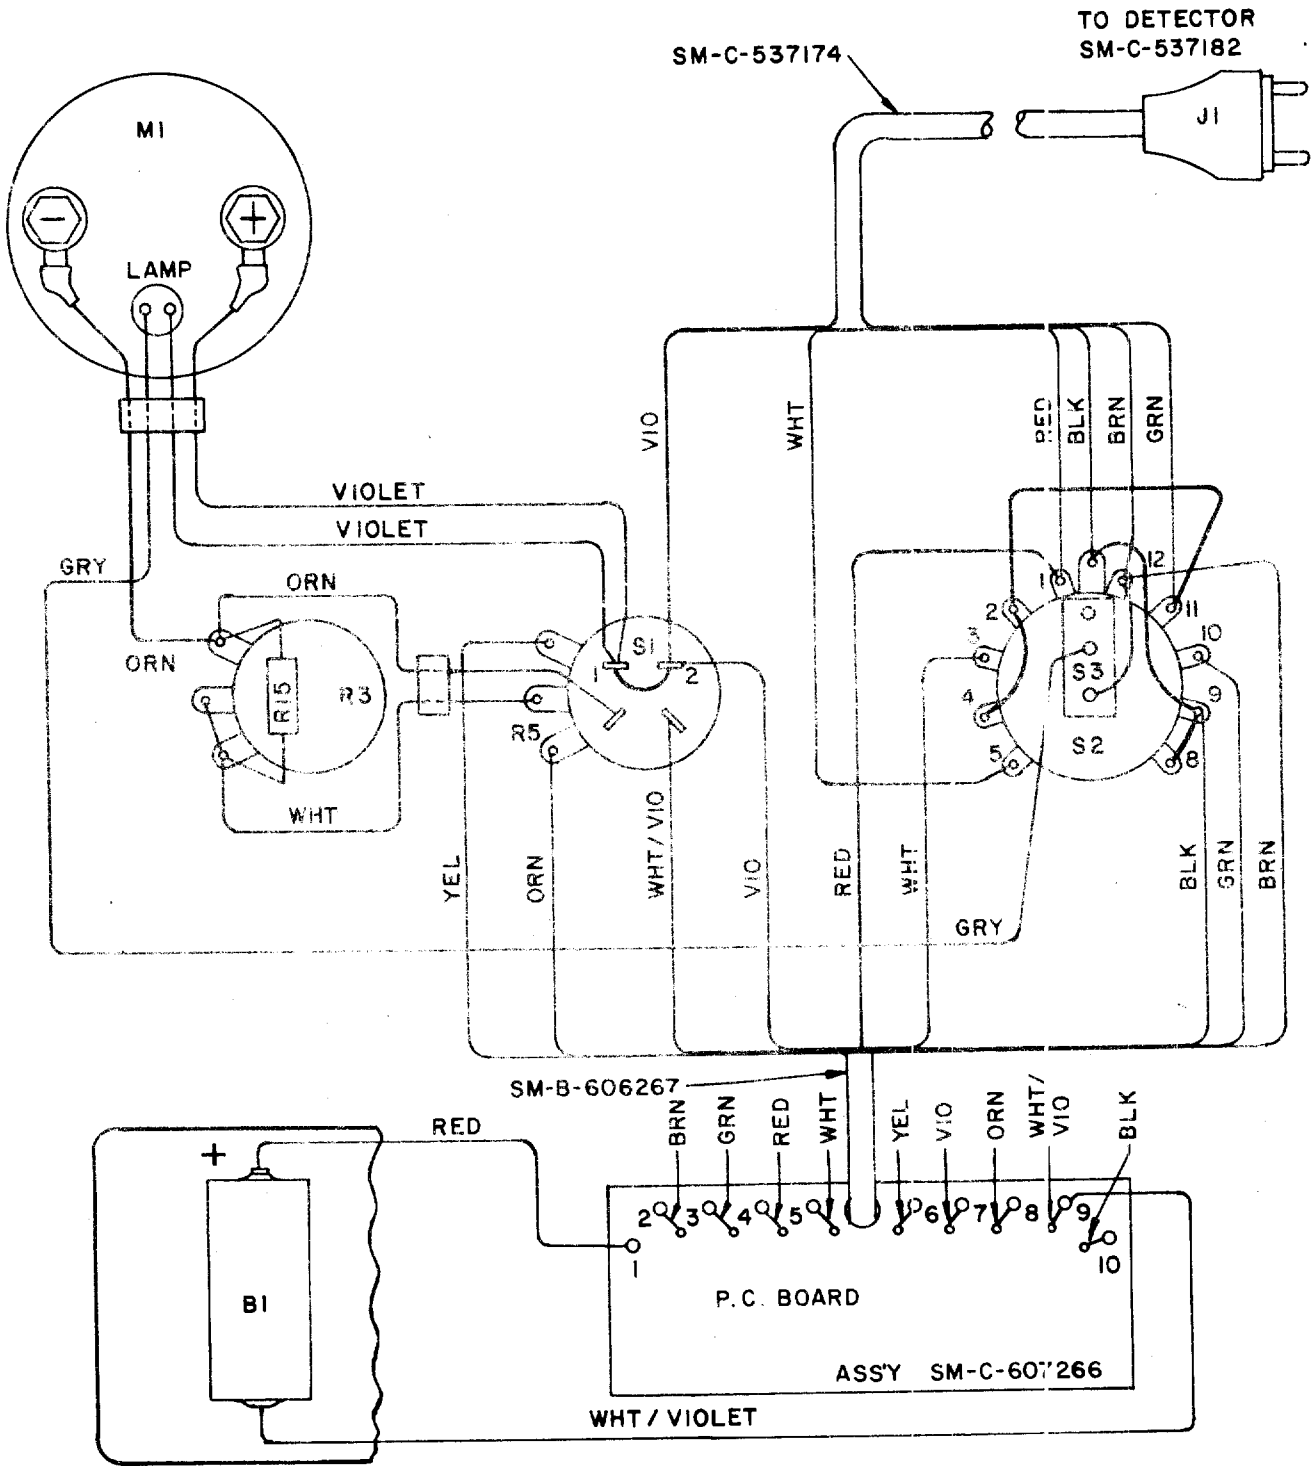 TO DETECTOR
SM-C-537182
SM-C-537174
J1
M1
−
+
LAMP
VIO
WHT
RED
BLK
BRN
GRN
VIOLET
VIOLET
GRY
ORN
ORN
R15
R3
WHT
S1
1
2
R5
1
12
2
11
3
10
4
9
5
8
S3
S2
YEL
ORN
WHT/VIO
VIO
RED
WHT
GRY
BLK
GRN
BRN
SM-B-606267
BRN
GRN
RED
WHT
YEL
VIO
ORN
WHT/
VIO
BLK
RED
+
B1
2
3
4
5
6
7
8
9
1
10
P.C. BOARD
ASS'Y SM-C-607266
WHT / VIOLET